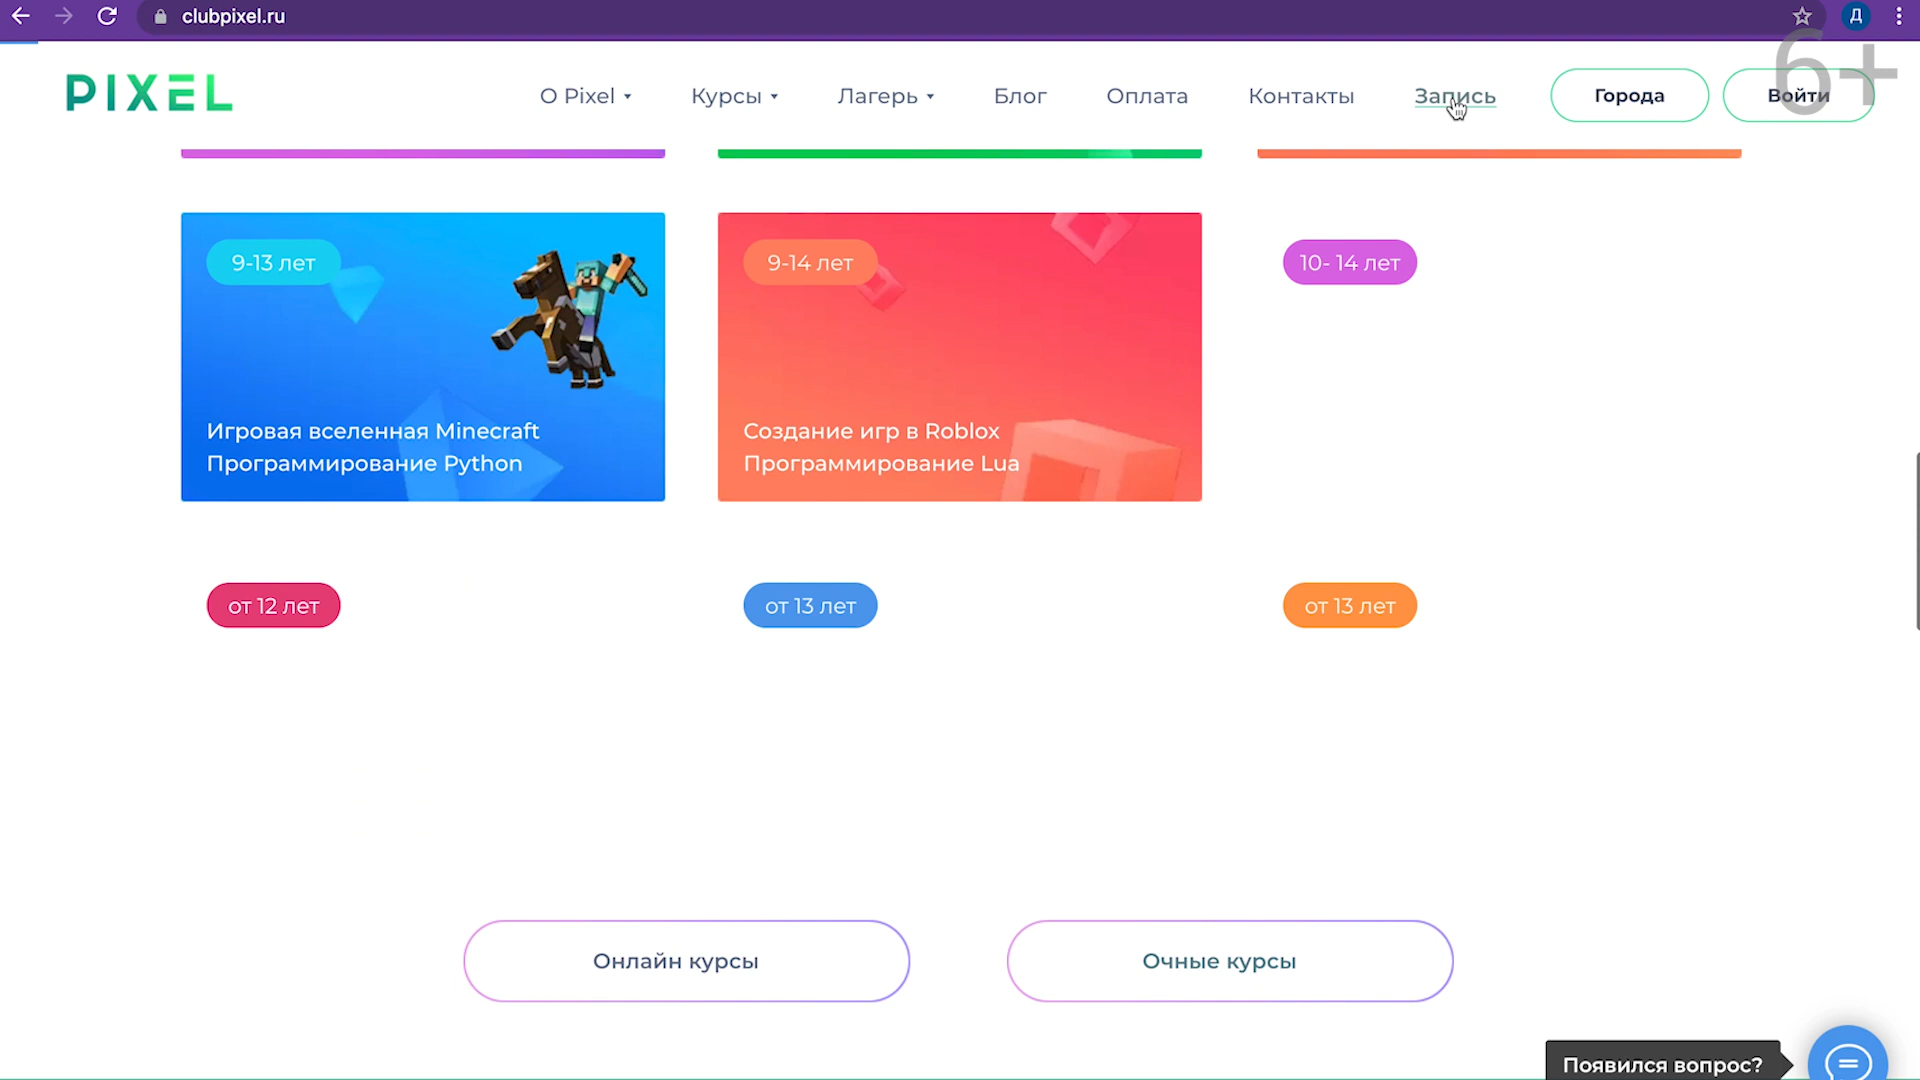 clubpixel.ru
Д
6+
PIXEL
О Pixel
Курсы
Лагерь
Блог
Оплата
Контакты
Запись
Города
Войти
9-13 лет
Игровая вселенная Minecraft
Программирование Python
9-14 лет
Создание игр в Roblox
Программирование Lua
10- 14 лет
от 12 лет
от 13 лет
от 13 лет
Онлайн курсы
Очные курсы
Появился вопрос?